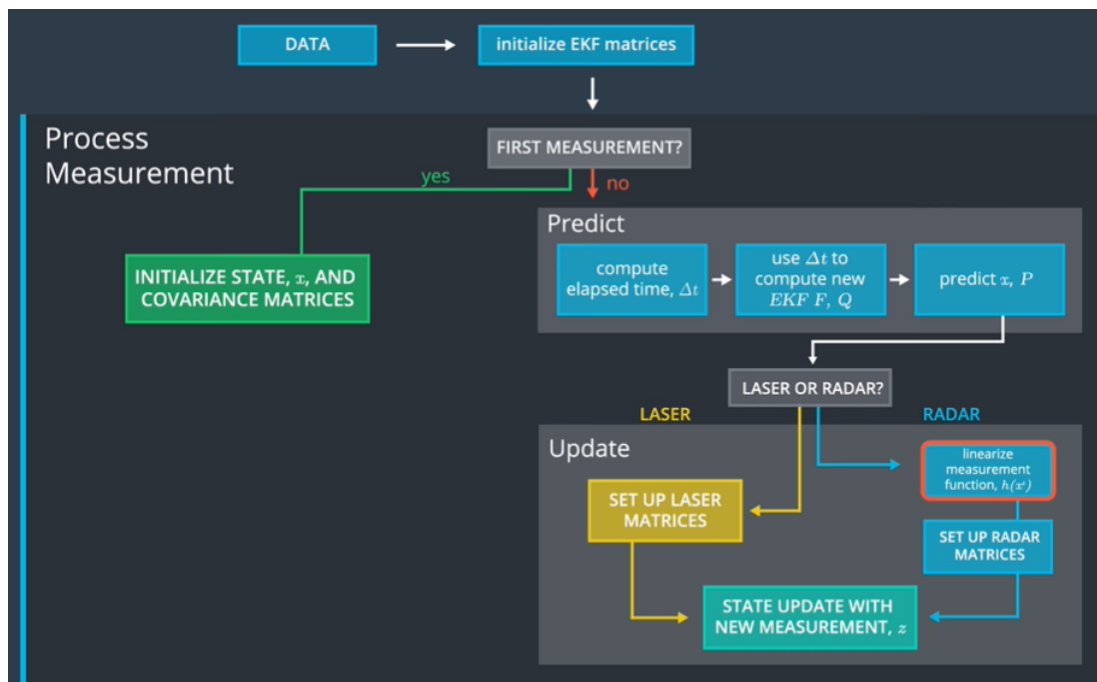 DATA
initialize EKF matrices
Process
Measurement
FIRST MEASUREMENT?
yes
no
INITIALIZE STATE, x, AND
COVARIANCE MATRICES
Predict
compute
elapsed time, Δt
use Δt to
compute new
EKF F, Q
predict x, P
LASER OR RADAR?
LASER
RADAR
Update
linearize
measurement
function, h(x')
SET UP LASER
MATRICES
SET UP RADAR
MATRICES
STATE UPDATE WITH
NEW MEASUREMENT, z